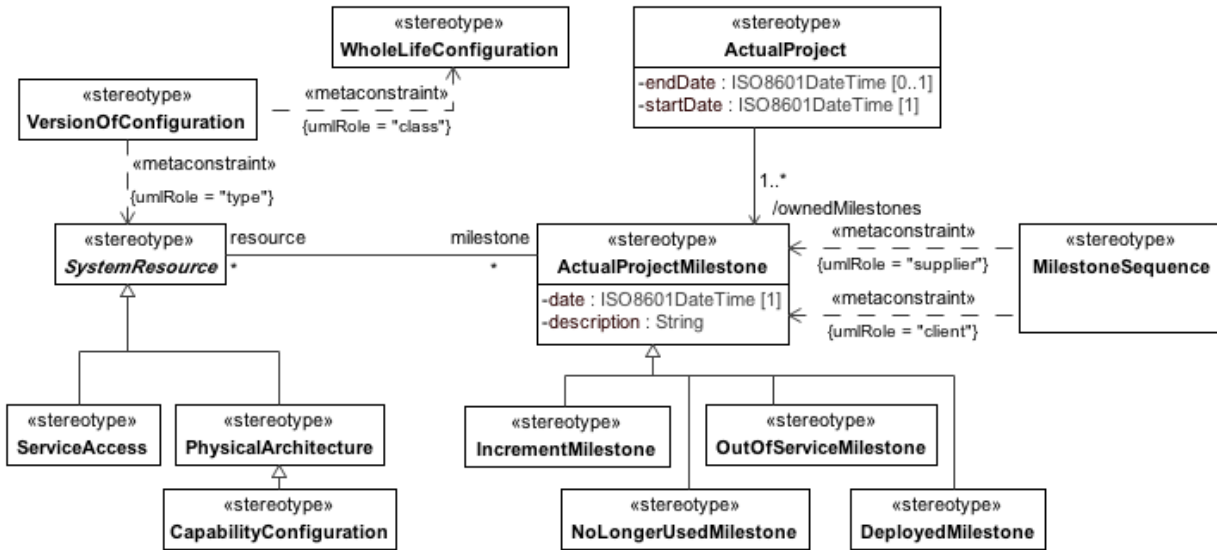 «stereotype»
WholeLifeConfiguration
«stereotype»
ActualProject
-endDate : ISO8601DateTime [0..1]
-startDate : ISO8601DateTime [1]
«stereotype»
VersionOfConfiguration
«metaconstraint»
{umlRole = "class"}
«metaconstraint»
{umlRole = "type"}
1..*
/ownedMilestones
«stereotype»
SystemResource
resource
*
milestone
*
«stereotype»
ActualProjectMilestone
-date : ISO8601DateTime [1]
-description : String
«metaconstraint»
{umlRole = "supplier"}
«metaconstraint»
{umlRole = "client"}
«stereotype»
MilestoneSequence
«stereotype»
ServiceAccess
«stereotype»
PhysicalArchitecture
«stereotype»
IncrementMilestone
«stereotype»
OutOfServiceMilestone
«stereotype»
CapabilityConfiguration
«stereotype»
NoLongerUsedMilestone
«stereotype»
DeployedMilestone